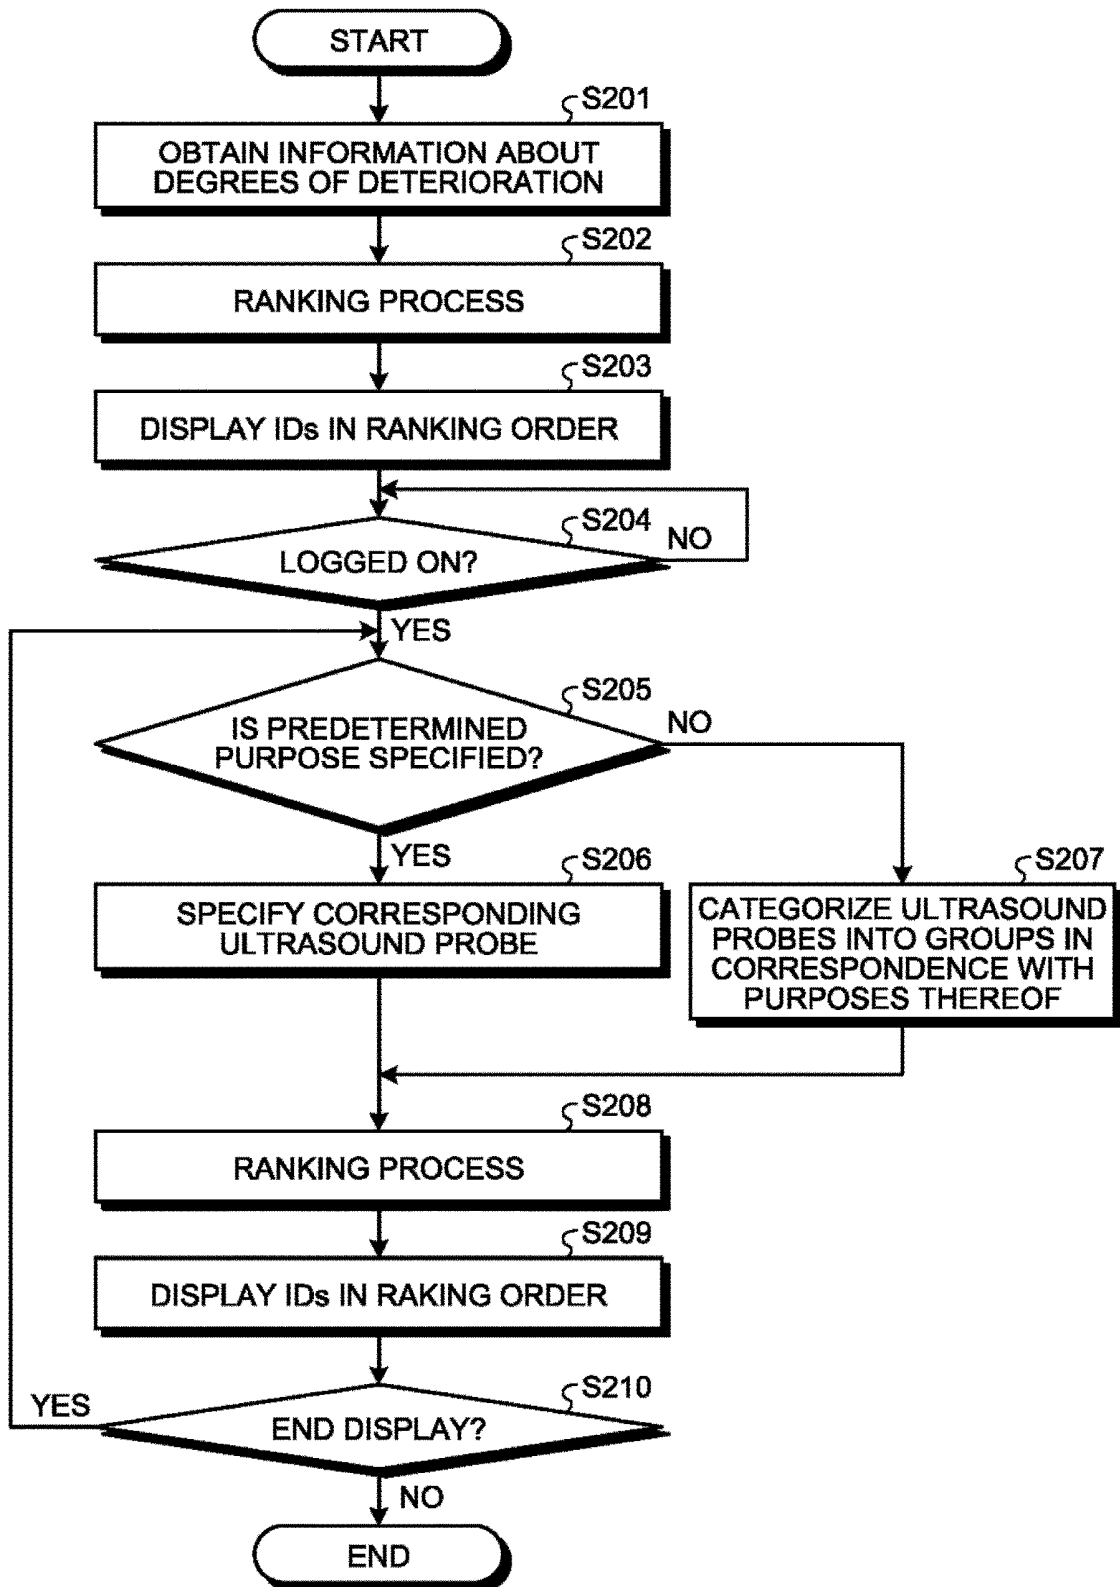 START
S201
OBTAIN INFORMATION ABOUT
DEGREES OF DETERIORATION
S202
RANKING PROCESS
S203
DISPLAY IDs IN RANKING ORDER
S204
LOGGED ON?
NO
YES
S205
IS PREDETERMINED
PURPOSE SPECIFIED?
NO
YES
S206
SPECIFY CORRESPONDING
ULTRASOUND PROBE
S207
CATEGORIZE ULTRASOUND
PROBES INTO GROUPS IN
CORRESPONDENCE WITH
PURPOSES THEREOF
S208
RANKING PROCESS
S209
DISPLAY IDs IN RAKING ORDER
S210
END DISPLAY?
YES
NO
END